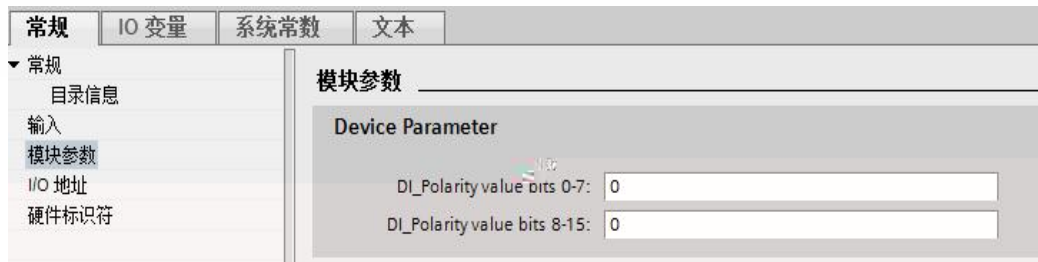 常规 IO 变量 系统常数 文本
常规
目录信息
输入
模块参数
I/O 地址
硬件标识符
模块参数
Device Parameter
DI_Polarity value bits 0-7: 0
DI_Polarity value bits 8-15: 0